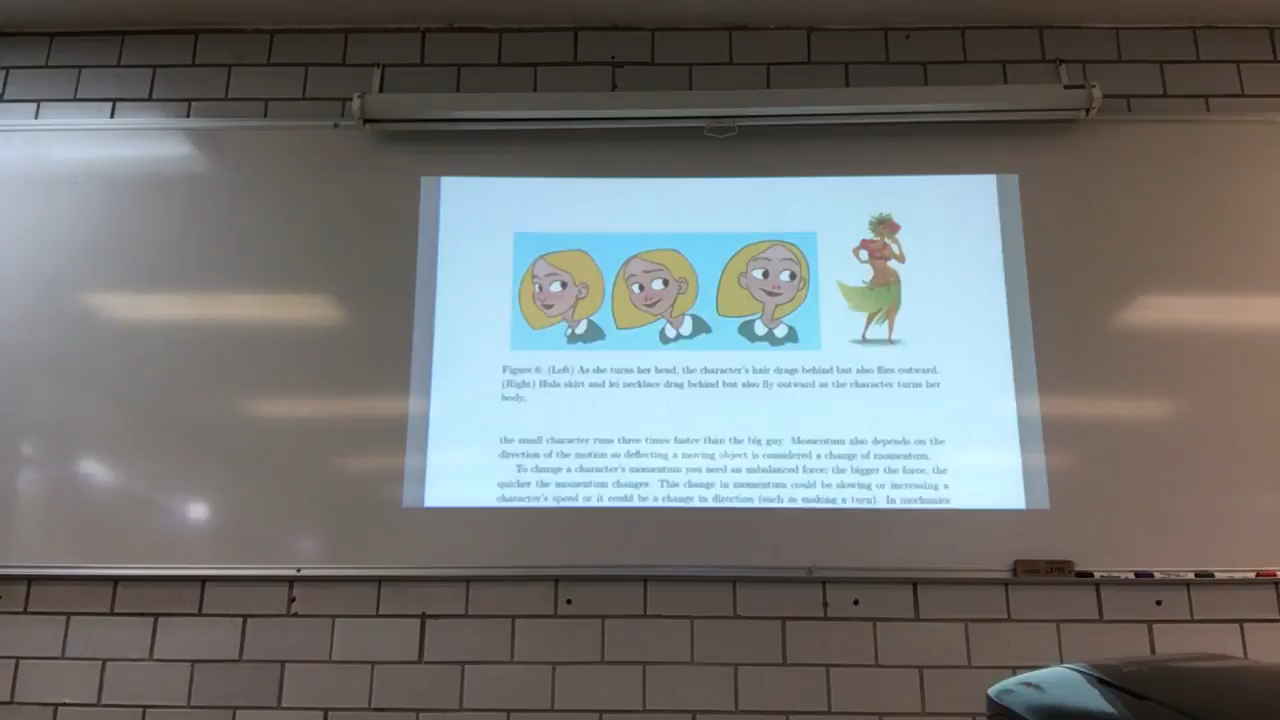 Figure 6: (Left) As she turns her head, the character's hair drags behind but also flies outward.
(Right) Hula skirt and lei necklace drag behind but also fly outward as the character turns her
body.
the small character runs three times faster than the big guy. Momentum also depends on the
direction of the motion so deflecting a moving object is considered a change of momentum.
To change a character's momentum you need an unbalanced force; the bigger the force, the
quicker the momentum changes. This change in momentum could be slowing or increasing a
character's speed or it could be a change in direction (such as making a turn). In mechanics